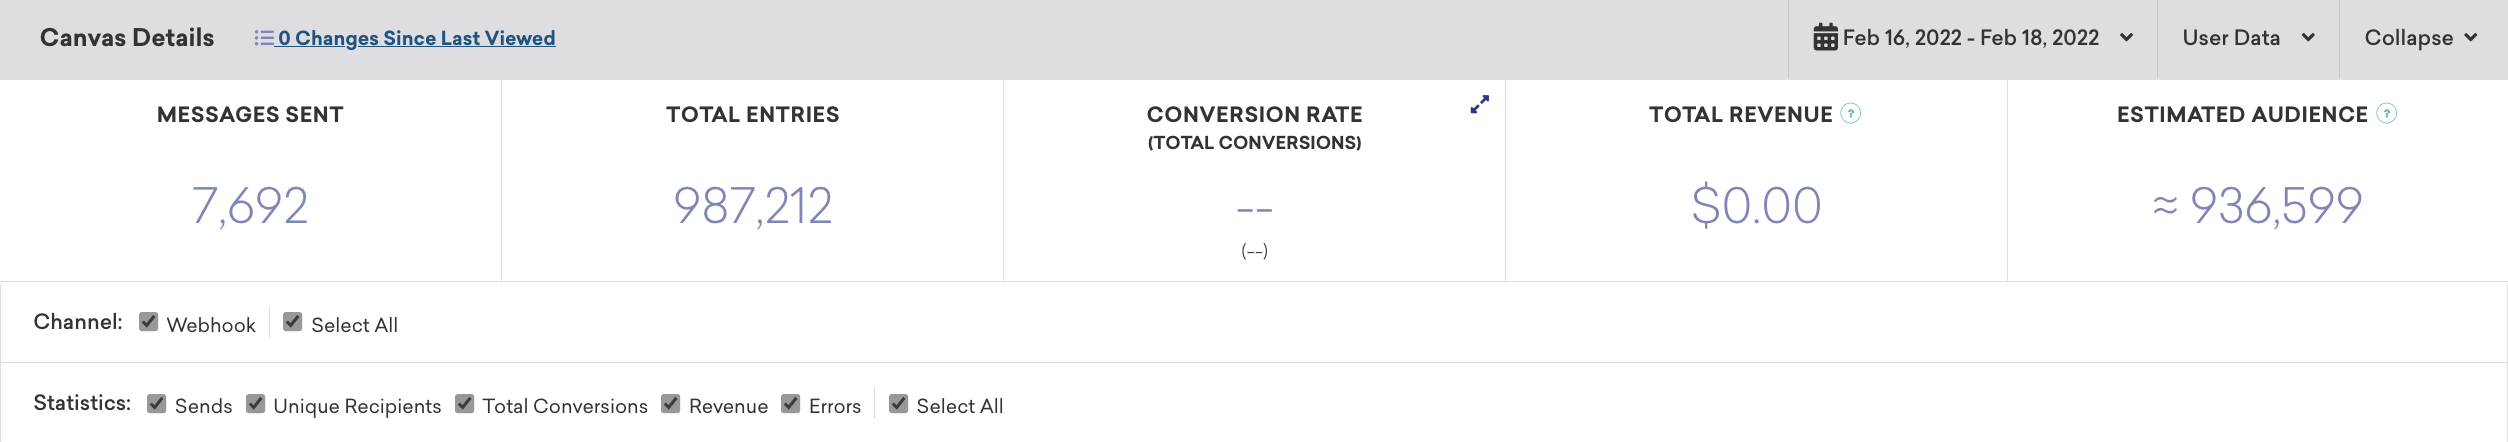 Canvas Details 0 Changes Since Last Viewed Feb 16, 2022 - Feb 18, 2022 User Data Collapse
MESSAGES SENT
7,692
TOTAL ENTRIES
987,212
CONVERSION RATE
(TOTAL CONVERSIONS)
--
(--)
TOTAL REVENUE ?
$0.00
ESTIMATED AUDIENCE ?
≈ 936,599
Channel: Webhook Select All
Statistics: Sends Unique Recipients Total Conversions Revenue Errors Select All